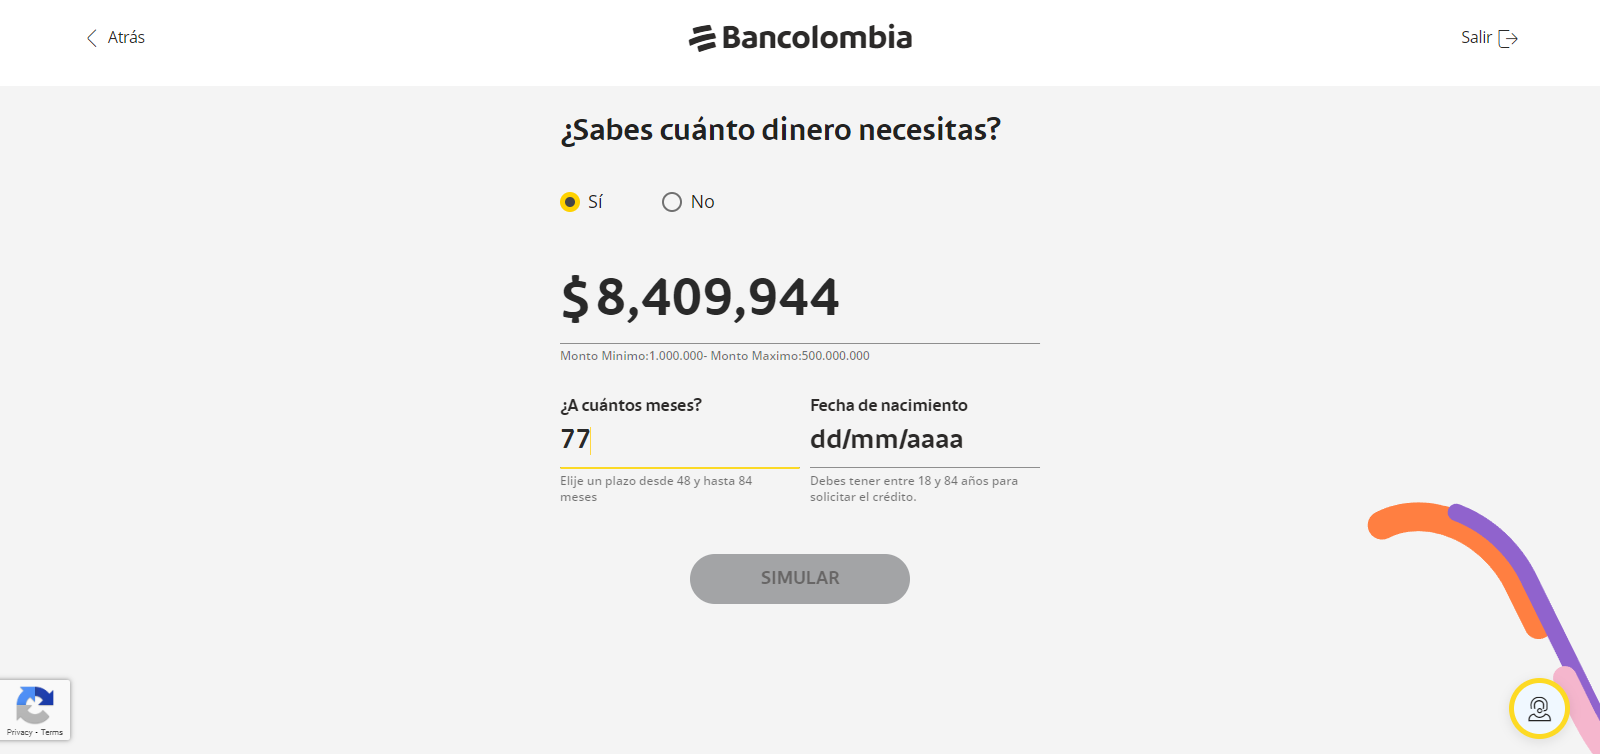 Atrás
Bancolombia
Salir
¿Sabes cuánto dinero necesitas?
Sí
No
$ 8,409,944
Monto Minimo:1.000.000- Monto Maximo:500.000.000
¿A cuántos meses?
77
Elije un plazo desde 48 y hasta 84
meses
Fecha de nacimiento
dd/mm/aaaa
Debes tener entre 18 y 84 años para
solicitar el crédito.
SIMULAR
Privacy - Terms